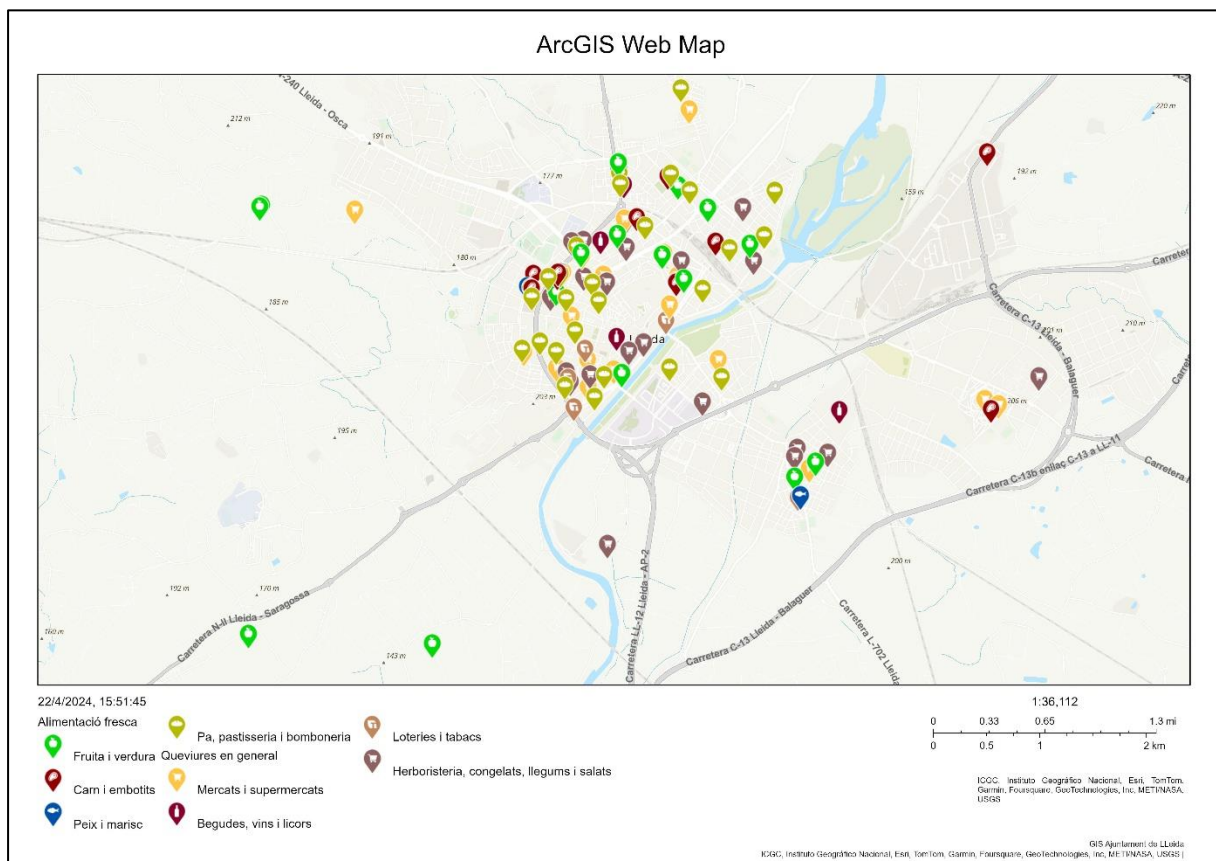 ArcGIS Web Map
N-240 Lleida - Osca
212 m
191 m
177 m
220 m
192 m
159 m
180 m
185 m
Carretera
Carretera C-13 Lleida - Balaguer
201 m
210 m
206 m
203 m
195 m
Carretera C-13b enllaç C-13 a LL-11
Carretera
200 m
192 m
170 m
Carretera N-II Lleida - Saragossa
Carretera LL-12 Lleida - AP-2
Carretera C-13 Lleida - Balaguer
Carretera L-702 Lleida
160 m
143 m
22/4/2024, 15:51:45
1:36,112
Alimentació fresca
Fruita i verdura
Carn i embotits
Peix i marisc
Pa, pastisseria i bomboneria
Queviures en general
Mercats i supermercats
Begudes, vins i licors
Loteries i tabacs
Herboristeria, congelats, llegums i salats
0 0.33 0.65 1.3 mi
0 0.5 1 2 km
ICGC, Instituto Geográfico Nacional, Esri, TomTom,
Garmin, Foursquare, GeoTechnologies, Inc, METI/NASA,
USGS
GIS Ajuntament de LLeida
ICGC, Instituto Geográfico Nacional, Esri, TomTom, Garmin, Foursquare, GeoTechnologies, Inc, METI/NASA, USGS |